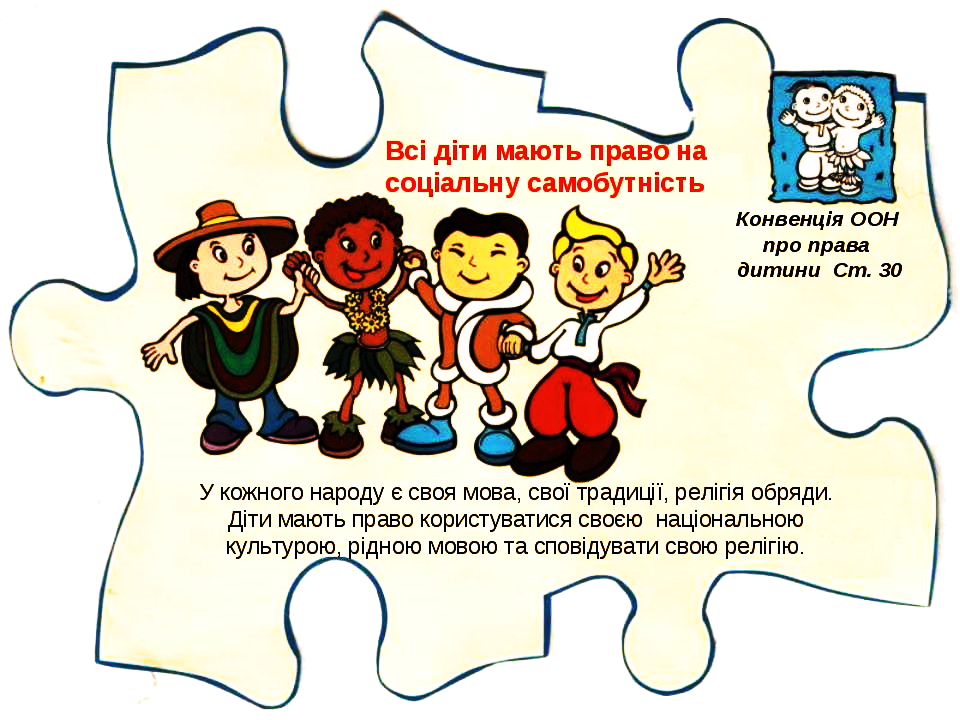 Всі діти мають право на
соціальну самобутність
Конвенція ООН
про права
дитини Ст. 30
У кожного народу є своя мова, свої традиції, релігія обряди.
Діти мають право користуватися своєю національною
культурою, рідною мовою та сповідувати свою релігію.